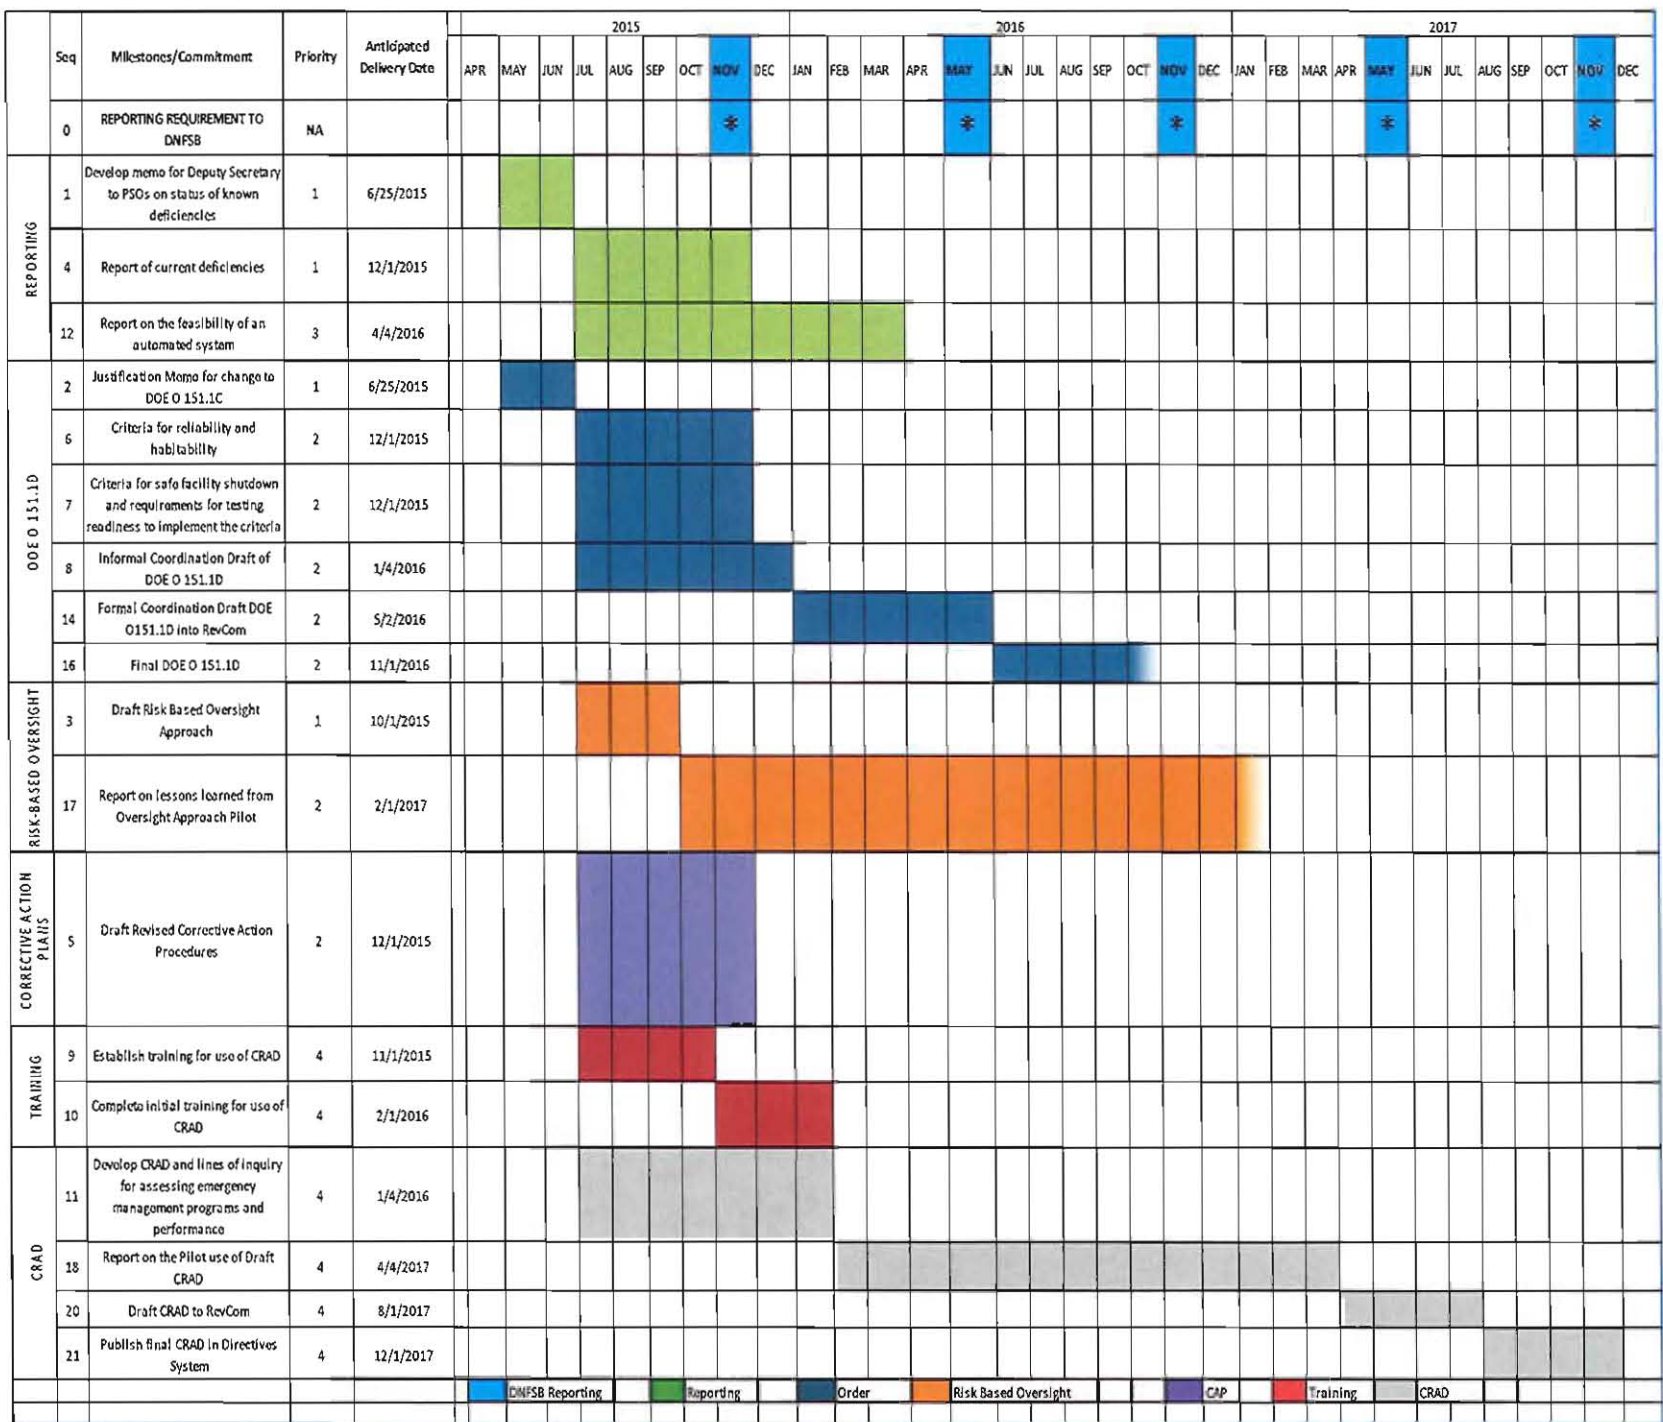 2015
2016
2017
Seq
Milestones/Commitment
Priority
Anticipated
Delivery Date
APR MAY JUN JUL AUG SEP OCT NOV DEC JAN FEB MAR APR MAY JUN JUL AUG SEP OCT NOV DEC JAN FEB MAR APR MAY JUN JUL AUG SEP OCT NOV DEC
0
REPORTING REQUIREMENT TO
DNFSB
NA
* * * * *
REPORTING
1
Develop memo for Deputy Secretary
to PSOs on status of known
deficiencies
1
6/25/2015
4
Report of current deficiencies
1
12/1/2015
12
Report on the feasibility of an
automated system
3
4/4/2016
DOE O 151.1D
2
Justification Memo for change to
DOE O 151.1C
1
6/25/2015
6
Criteria for reliability and
habitability
2
12/1/2015
7
Criteria for safe facility shutdown
and requirements for testing
readiness to implement the criteria
2
12/1/2015
8
Informal Coordination Draft of
DOE O 151.1D
2
1/4/2016
14
Formal Coordination Draft DOE
O151.1D into RevCom
2
5/2/2016
16
Final DOE O 151.1D
2
11/1/2016
RISK-BASED OVERSIGHT
3
Draft Risk Based Oversight
Approach
1
10/1/2015
17
Report on lessons learned from
Oversight Approach Pilot
2
2/1/2017
CORRECTIVE ACTION
PLANS
5
Draft Revised Corrective Action
Procedures
2
12/1/2015
TRAINING
9
Establish training for use of CRAD
4
11/1/2015
10
Complete initial training for use of
CRAD
4
2/1/2016
CRAD
11
Develop CRAD and lines of inquiry
for assessing emergency
management programs and
performance
4
1/4/2016
18
Report on the Pilot use of Draft
CRAD
4
4/4/2017
20
Draft CRAD to RevCom
4
8/1/2017
21
Publish final CRAD in Directives
System
4
12/1/2017
DNFSB Reporting
Reporting
Order
Risk Based Oversight
CAP
Training
CRAD